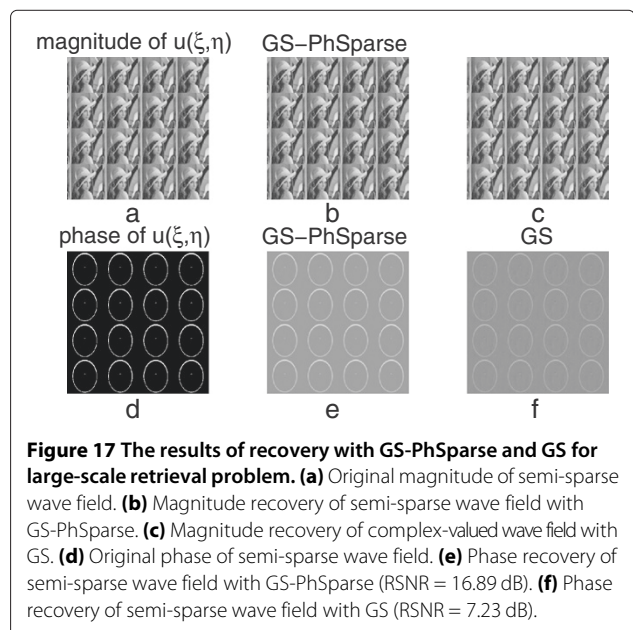 magnitude of u(ξ,η) GS−PhSparse
a b c
phase of u(ξ,η) GS−PhSparse GS
d e f
Figure 17 The results of recovery with GS-PhSparse and GS for
large-scale retrieval problem. (a) Original magnitude of semi-sparse
wave field. (b) Magnitude recovery of semi-sparse wave field with
GS-PhSparse. (c) Magnitude recovery of complex-valued wave field with
GS. (d) Original phase of semi-sparse wave field. (e) Phase recovery of
semi-sparse wave field with GS-PhSparse (RSNR = 16.89 dB). (f) Phase
recovery of semi-sparse wave field with GS (RSNR = 7.23 dB).